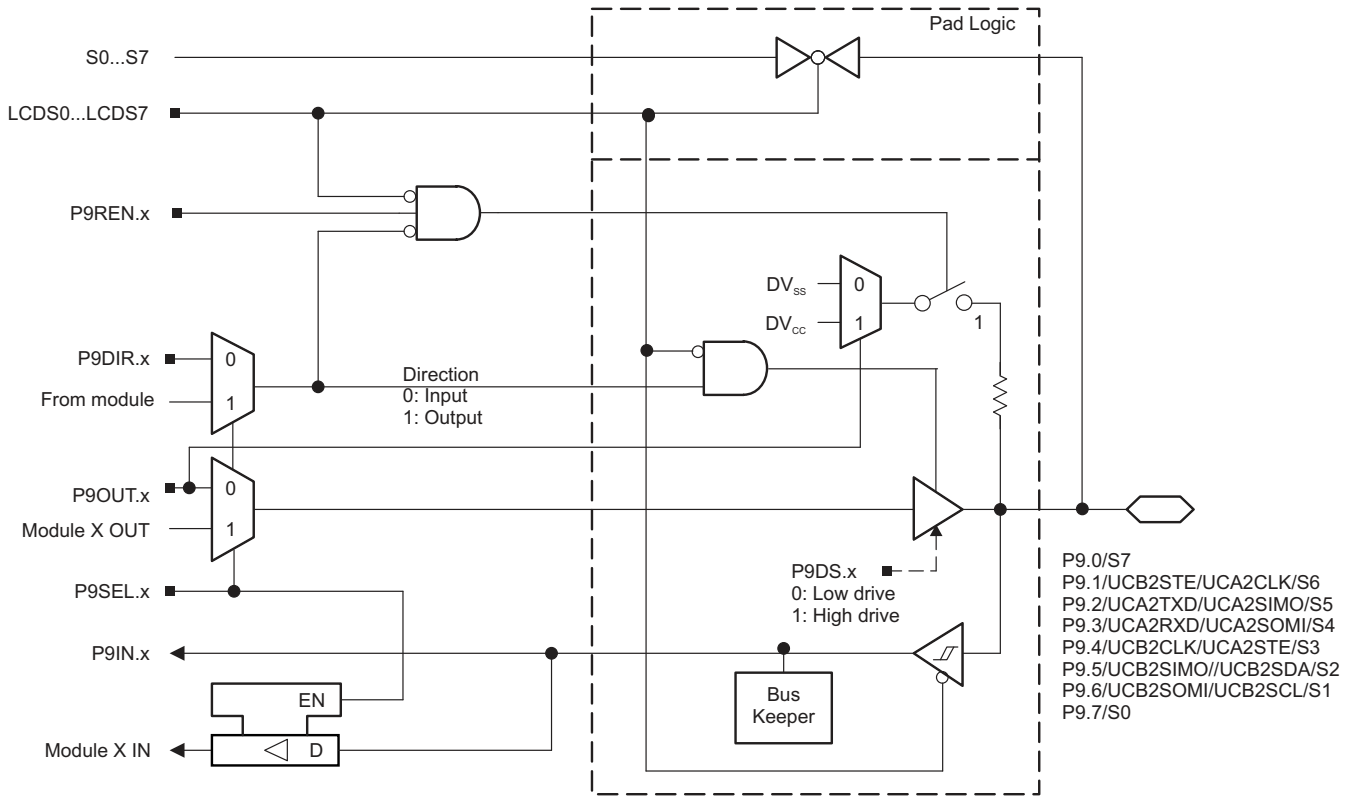 Pad Logic
S0...S7
LCDS0...LCDS7
P9REN.x
DVSS
0
DVCC
1
1
P9DIR.x
0
From module
1
Direction
0: Input
1: Output
P9OUT.x
0
Module X OUT
1
P9SEL.x
P9DS.x
0: Low drive
1: High drive
P9IN.x
EN
Module X IN
D
Bus
Keeper
P9.0/S7
P9.1/UCB2STE/UCA2CLK/S6
P9.2/UCA2TXD/UCA2SIMO/S5
P9.3/UCA2RXD/UCA2SOMI/S4
P9.4/UCB2CLK/UCA2STE/S3
P9.5/UCB2SIMO//UCB2SDA/S2
P9.6/UCB2SOMI/UCB2SCL/S1
P9.7/S0